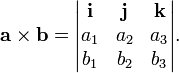 a × b = | i j k |
| a₁ a₂ a₃ |
| b₁ b₂ b₃ | .